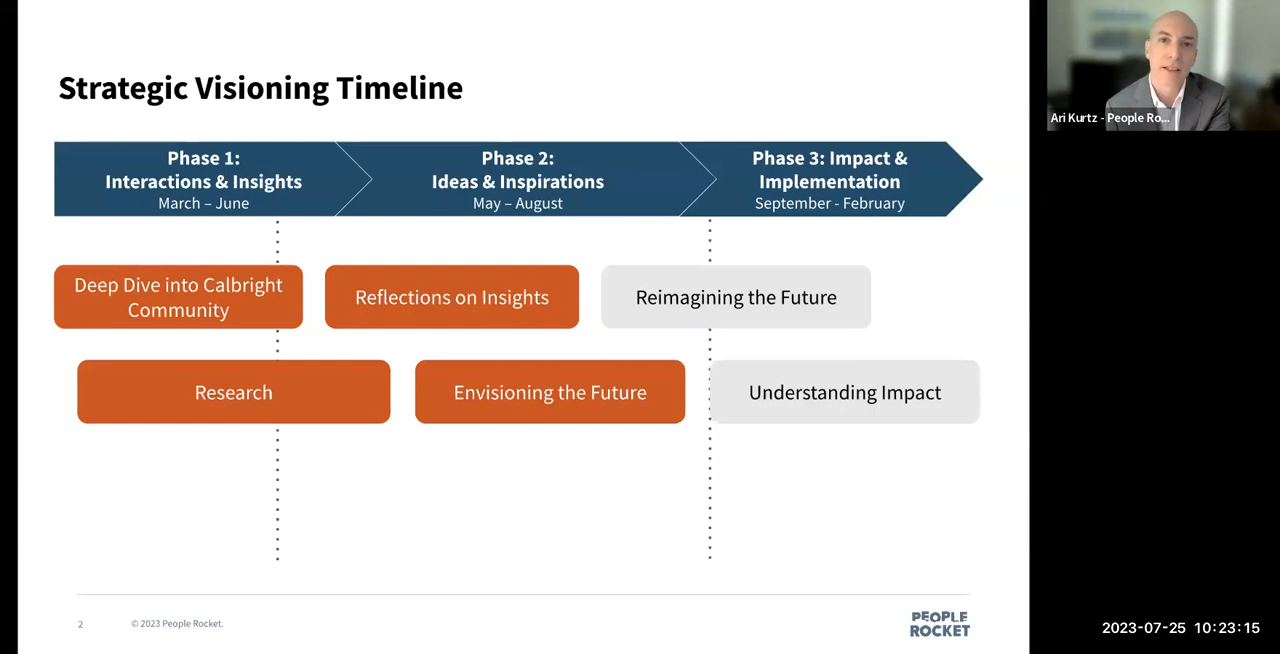 Strategic Visioning Timeline
Phase 1:
Interactions & Insights
March – June
Phase 2:
Ideas & Inspirations
May – August
Phase 3: Impact &
Implementation
September - February
Deep Dive into Calbright
Community
Reflections on Insights
Reimagining the Future
Research
Envisioning the Future
Understanding Impact
2
© 2023 People Rocket.
PEOPLE
ROCKET
Ari Kurtz - People Ro...
2023-07-25 10:23:15